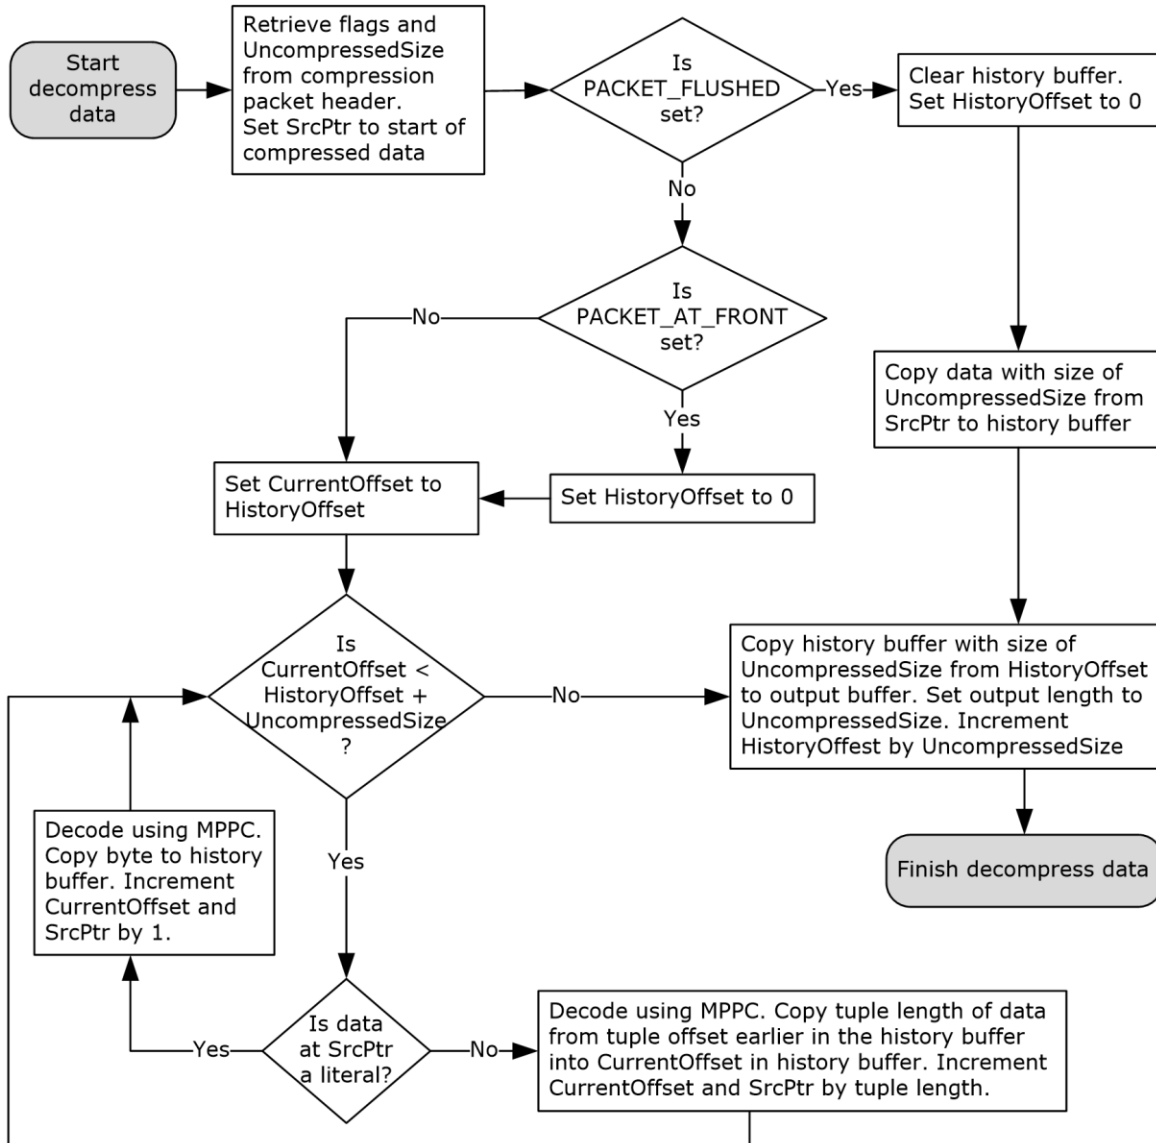 Start
decompress
data
Retrieve flags and
UncompressedSize
from compression
packet header.
Set SrcPtr to start of
compressed data
Is
PACKET_FLUSHED
set?
Yes
Clear history buffer.
Set HistoryOffset to 0
No
Is
PACKET_AT_FRONT
set?
No
Yes
Copy data with size of
UncompressedSize from
SrcPtr to history buffer
Set CurrentOffset to
HistoryOffset
Set HistoryOffset to 0
Is
CurrentOffset <
HistoryOffset +
UncompressedSize
?
No
Copy history buffer with size of
UncompressedSize from HistoryOffset
to output buffer. Set output length to
UncompressedSize. Increment
HistoryOffest by UncompressedSize
Decode using MPPC.
Copy byte to history
buffer. Increment
CurrentOffset and
SrcPtr by 1.
Yes
Finish decompress data
Is data
at SrcPtr
a literal?
Yes
No
Decode using MPPC. Copy tuple length of data
from tuple offset earlier in the history buffer
into CurrentOffset in history buffer. Increment
CurrentOffset and SrcPtr by tuple length.